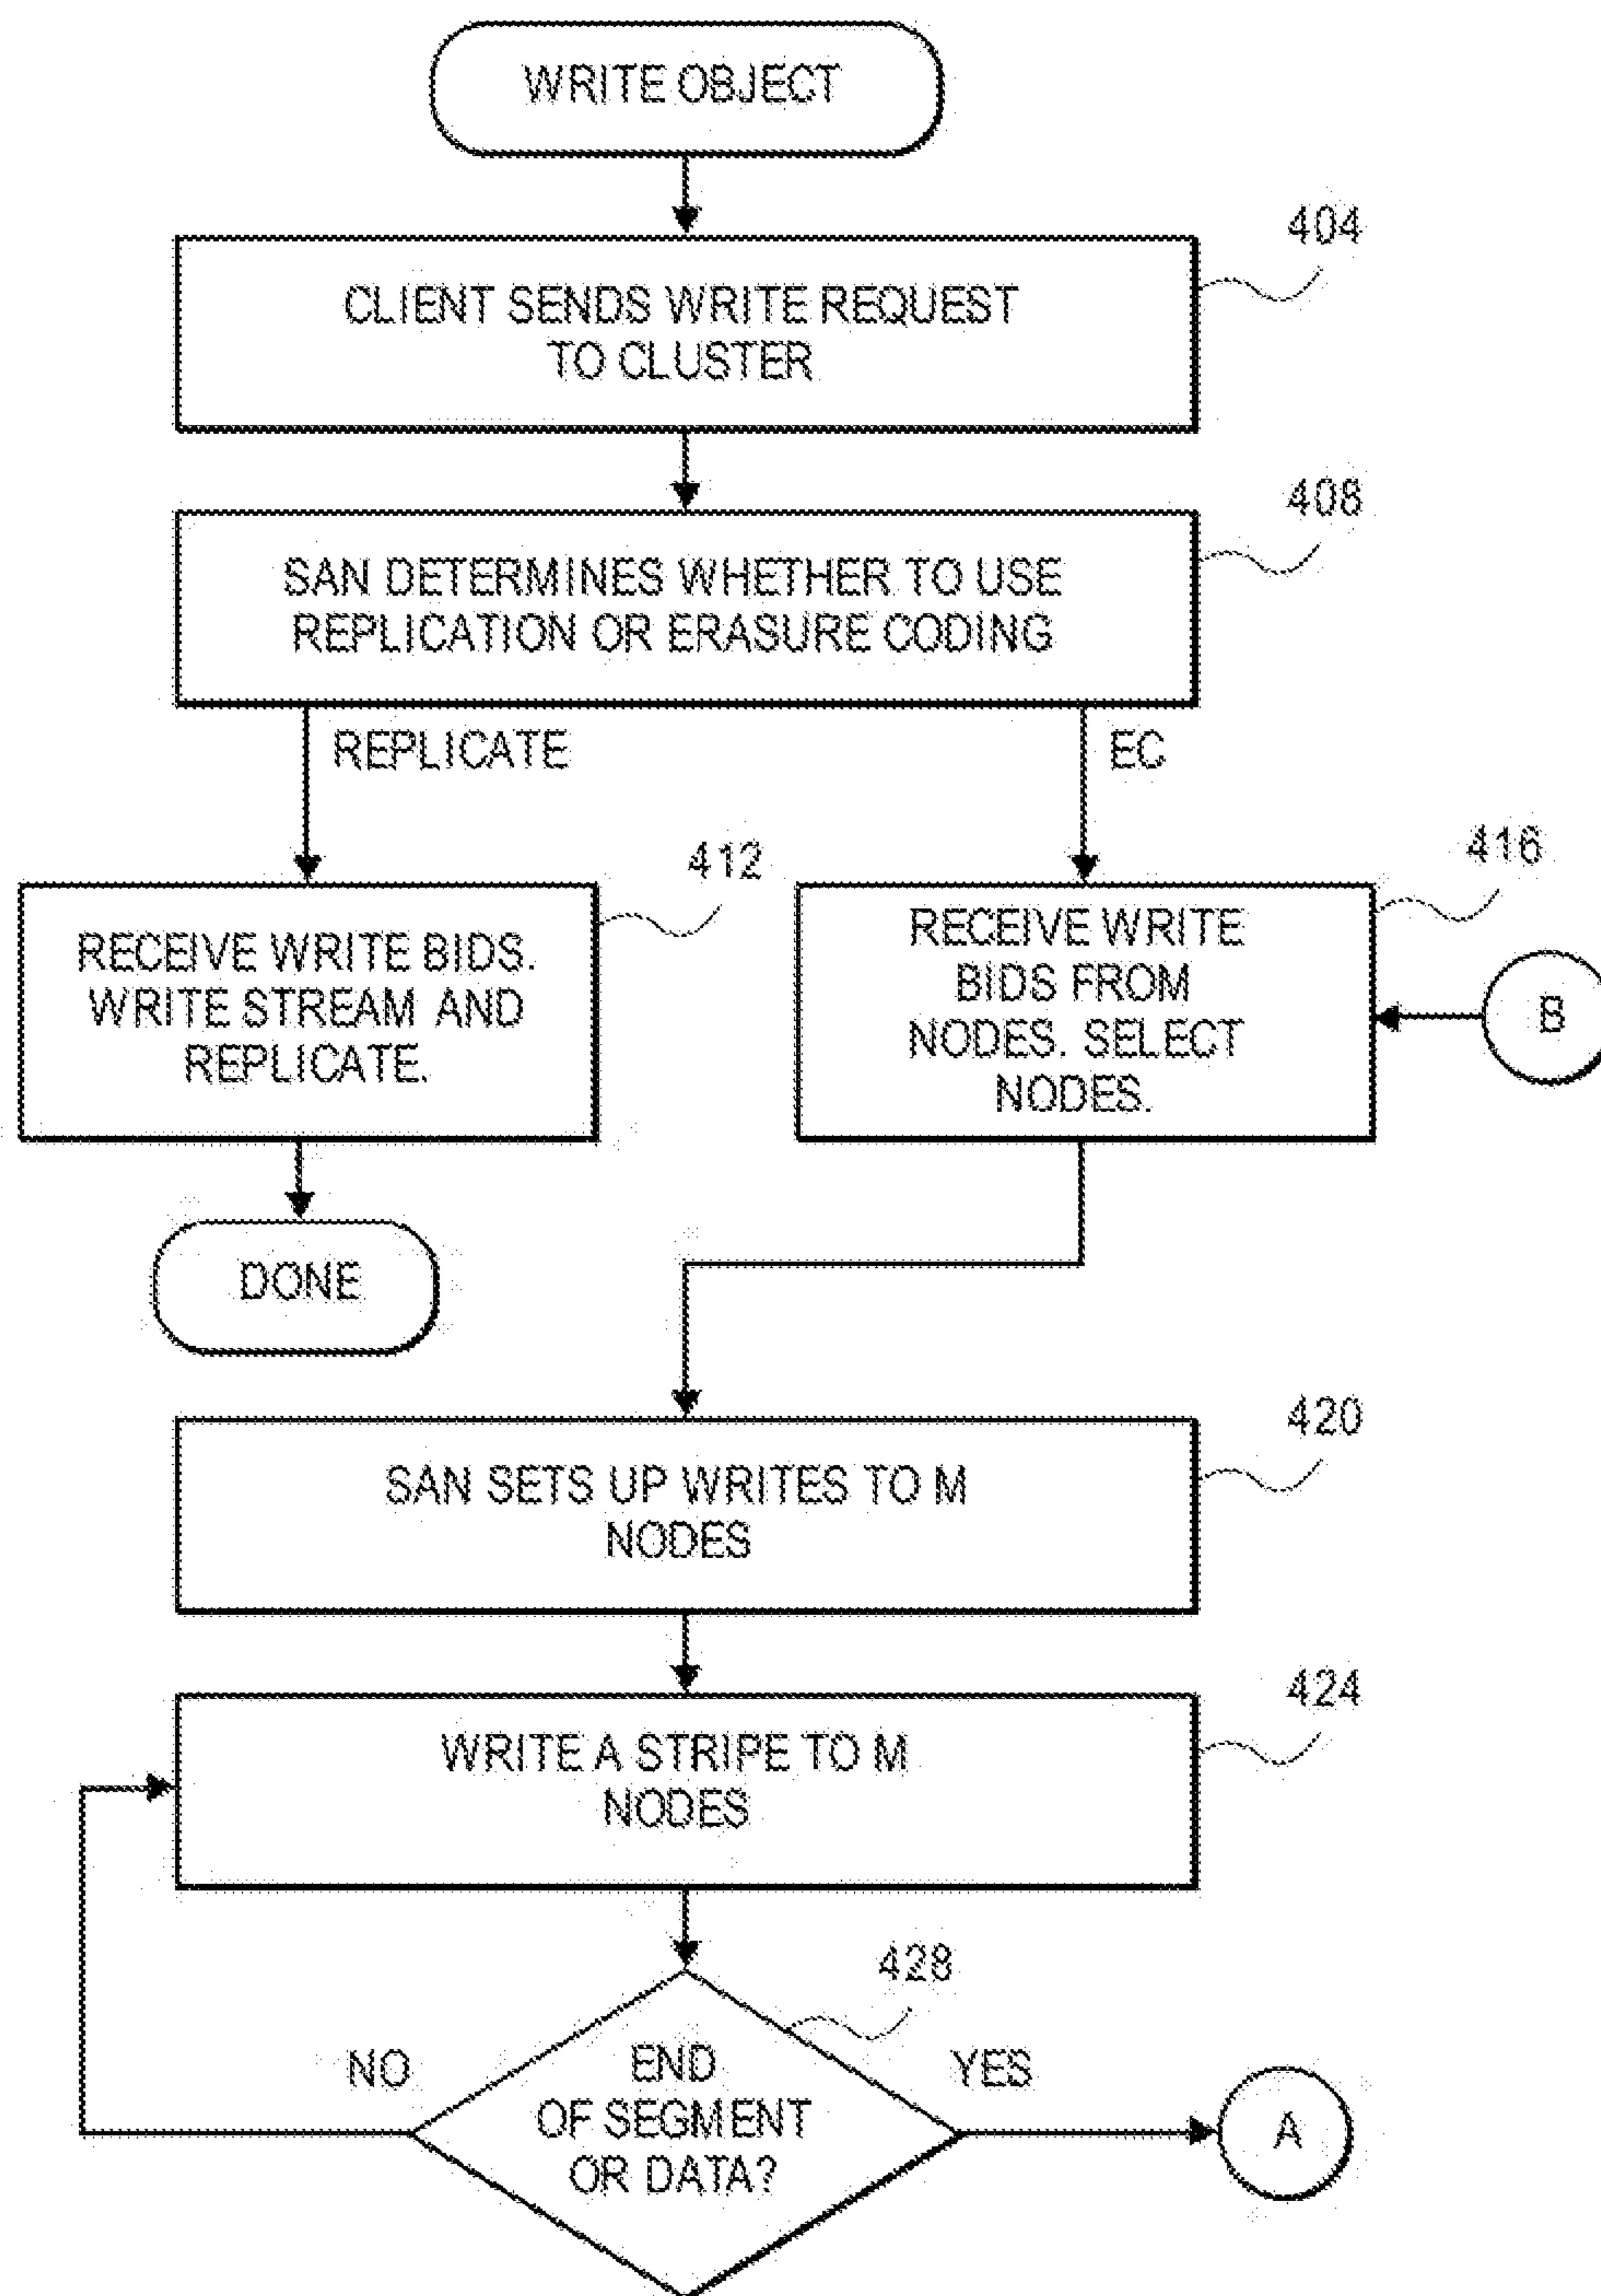 WRITE OBJECT
404
CLIENT SENDS WRITE REQUEST
TO CLUSTER
408
SAN DETERMINES WHETHER TO USE
REPLICATION OR ERASURE CODING
REPLICATE
EC
412
416
RECEIVE WRITE BIDS.
WRITE STREAM AND
REPLICATE.
RECEIVE WRITE
BIDS FROM
NODES. SELECT
NODES.
B
DONE
420
SAN SETS UP WRITES TO M
NODES
424
WRITE A STRIPE TO M
NODES
428
NO
END
OF SEGMENT
OR DATA?
YES
A